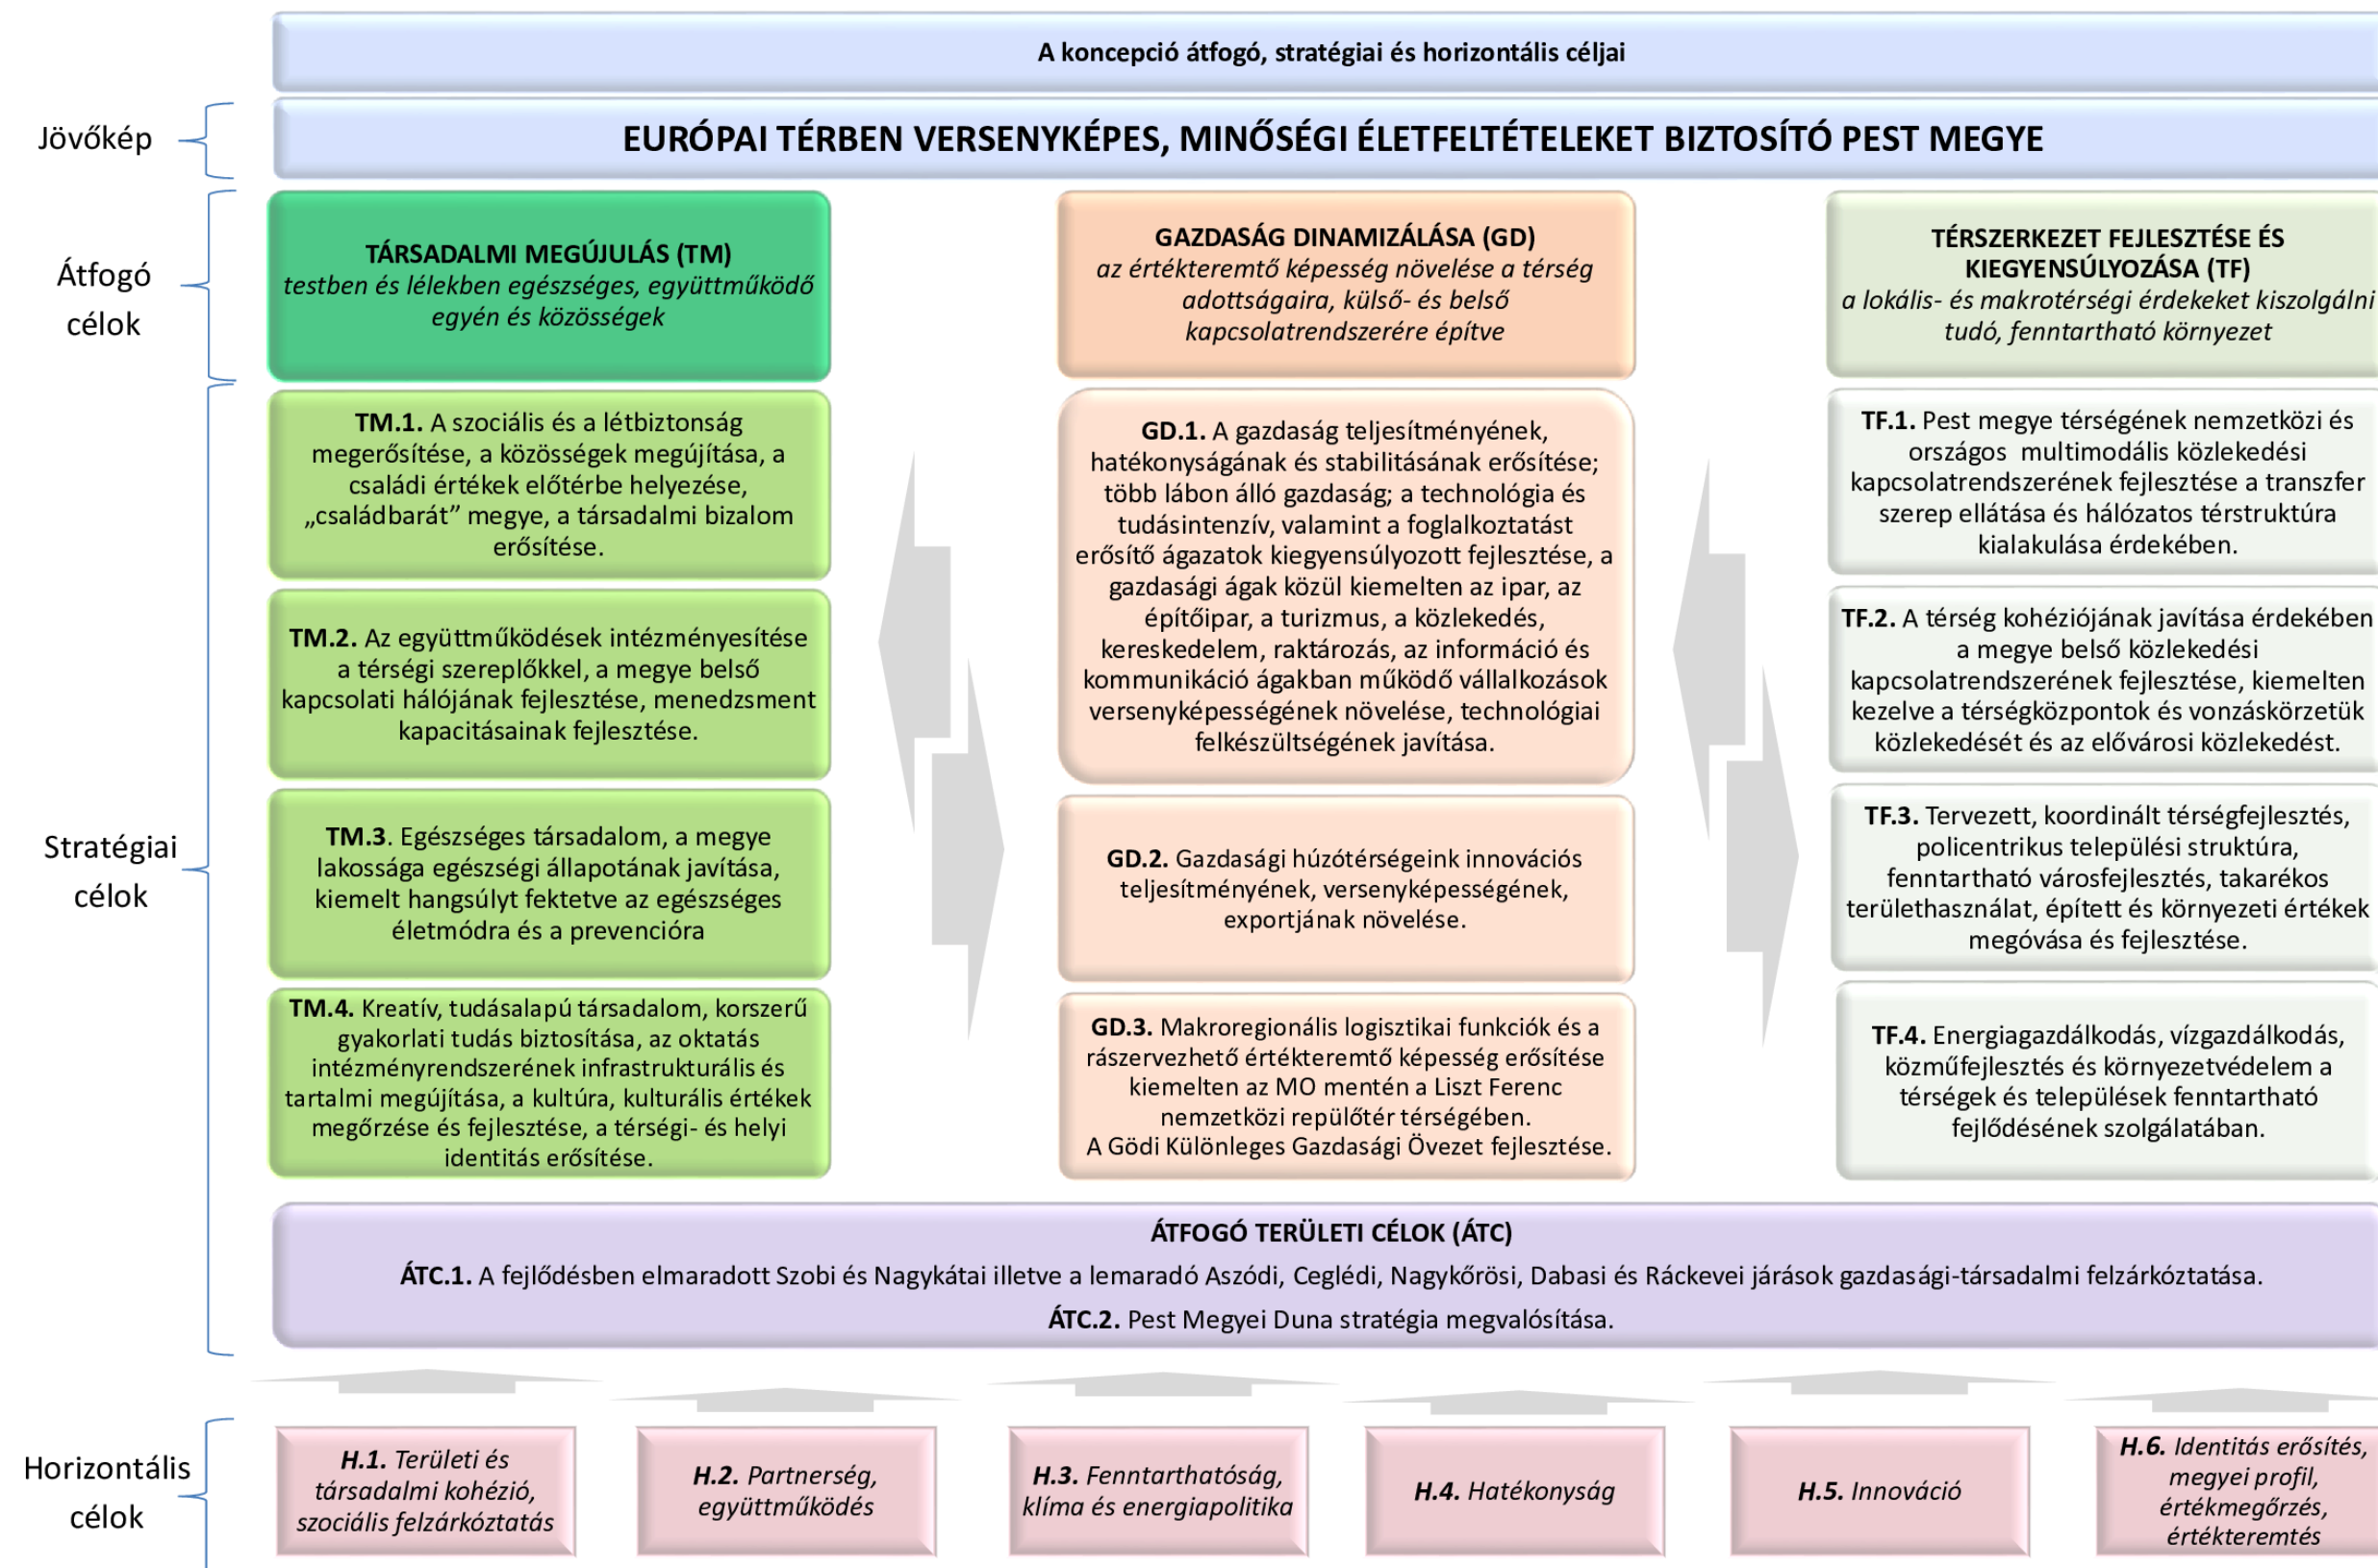 A koncepció átfogó, stratégiai és horizontális céljai
Jövőkép
EURÓPAI TÉRBEN VERSENYKÉPES, MINŐSÉGI ÉLETFELTÉTELEKET BIZTOSÍTÓ PEST MEGYE
Átfogó
célok
TÁRSADALMI MEGÚJULÁS (TM)
testben és lélekben egészséges, együttműködő
egyén és közösségek
GAZDASÁG DINAMIZÁLÁSA (GD)
az értékteremtő képesség növelése a térség
adottságaira, külső- és belső
kapcsolatrendszerére építve
TÉRSZERKEZET FEJLESZTÉSE ÉS
KIEGYENSÚLYOZÁSA (TF)
a lokális- és makrotérségi érdekeket kiszolgálni
tudó, fenntartható környezet
Stratégiai
célok
TM.1. A szociális és a létbiztonság
megerősítése, a közösségek megújítása, a
családi értékek előtérbe helyezése,
„családbarát” megye, a társadalmi bizalom
erősítése.
TM.2. Az együttműködések intézményesítése
a térségi szereplőkkel, a megye belső
kapcsolati hálójának fejlesztése, menedzsment
kapacitásainak fejlesztése.
TM.3. Egészséges társadalom, a megye
lakossága egészségi állapotának javítása,
kiemelt hangsúlyt fektetve az egészséges
életmódra és a prevencióra
TM.4. Kreatív, tudásalapú társadalom, korszerű
gyakorlati tudás biztosítása, az oktatás
intézményrendszerének infrastrukturális és
tartalmi megújítása, a kultúra, kulturális értékek
megőrzése és fejlesztése, a térségi- és helyi
identitás erősítése.
GD.1. A gazdaság teljesítményének,
hatékonyságának és stabilitásának erősítése;
több lábon álló gazdaság; a technológia és
tudásintenzív, valamint a foglalkoztatást
erősítő ágazatok kiegyensúlyozott fejlesztése, a
gazdasági ágak közül kiemelten az ipar, az
építőipar, a turizmus, a közlekedés,
kereskedelem, raktározás, az információ és
kommunikáció ágakban működő vállalkozások
versenyképességének növelése, technológiai
felkészültségének javítása.
GD.2. Gazdasági húzótérségeink innovációs
teljesítményének, versenyképességének,
exportjának növelése.
GD.3. Makroregionális logisztikai funkciók és a
rászervezhető értékteremtő képesség erősítése
kiemelten az MO mentén a Liszt Ferenc
nemzetközi repülőtér térségében.
A Gödi Különleges Gazdasági Övezet fejlesztése.
TF.1. Pest megye térségének nemzetközi és
országos multimodális közlekedési
kapcsolatrendszerének fejlesztése a transzfer
szerep ellátása és hálózatos térstruktúra
kialakulása érdekében.
TF.2. A térség kohéziójának javítása érdekében
a megye belső közlekedési
kapcsolatrendszerének fejlesztése, kiemelten
kezelve a térségközpontok és vonzáskörzetük
közlekedését és az elővárosi közlekedést.
TF.3. Tervezett, koordinált térségfejlesztés,
policentrikus települési struktúra,
fenntartható városfejlesztés, takarékos
területhasználat, épített és környezeti értékek
megóvása és fejlesztése.
TF.4. Energiagazdálkodás, vízgazdálkodás,
közműfejlesztés és környezetvédelem a
térségek és települések fenntartható
fejlődésének szolgálatában.
ÁTFOGÓ TERÜLETI CÉLOK (ÁTC)
ÁTC.1. A fejlődésben elmaradott Szobi és Nagykátai illetve a lemaradó Aszódi, Ceglédi, Nagykőrösi, Dabasi és Ráckevei járások gazdasági-társadalmi felzárkóztatása.
ÁTC.2. Pest Megyei Duna stratégia megvalósítása.
Horizontális
célok
H.1. Területi és
társadalmi kohézió,
szociális felzárkóztatás
H.2. Partnerség,
együttműködés
H.3. Fenntarthatóság,
klíma és energiapolitika
H.4. Hatékonyság
H.5. Innováció
H.6. Identitás erősítés,
megyei profil,
értékmegőrzés,
értékteremtés